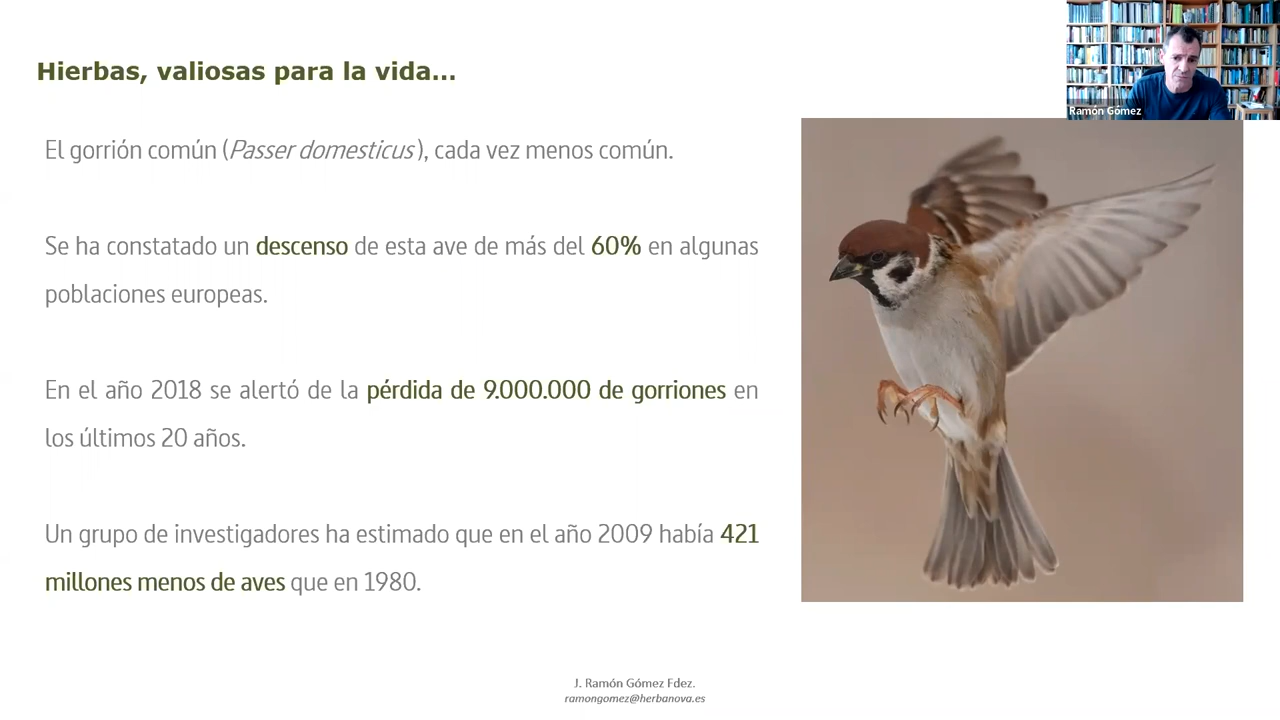 Hierbas, valiosas para la vida...
Ramón Gómez
El gorrión común (Passer domesticus), cada vez menos común.
Se ha constatado un descenso de esta ave de más del 60% en algunas
poblaciones europeas.
En el año 2018 se alertó de la pérdida de 9.000.000 de gorriones en
los últimos 20 años.
Un grupo de investigadores ha estimado que en el año 2009 había 421
millones menos de aves que en 1980.
J. Ramón Gómez Fdez.
ramongomez@herbanova.es